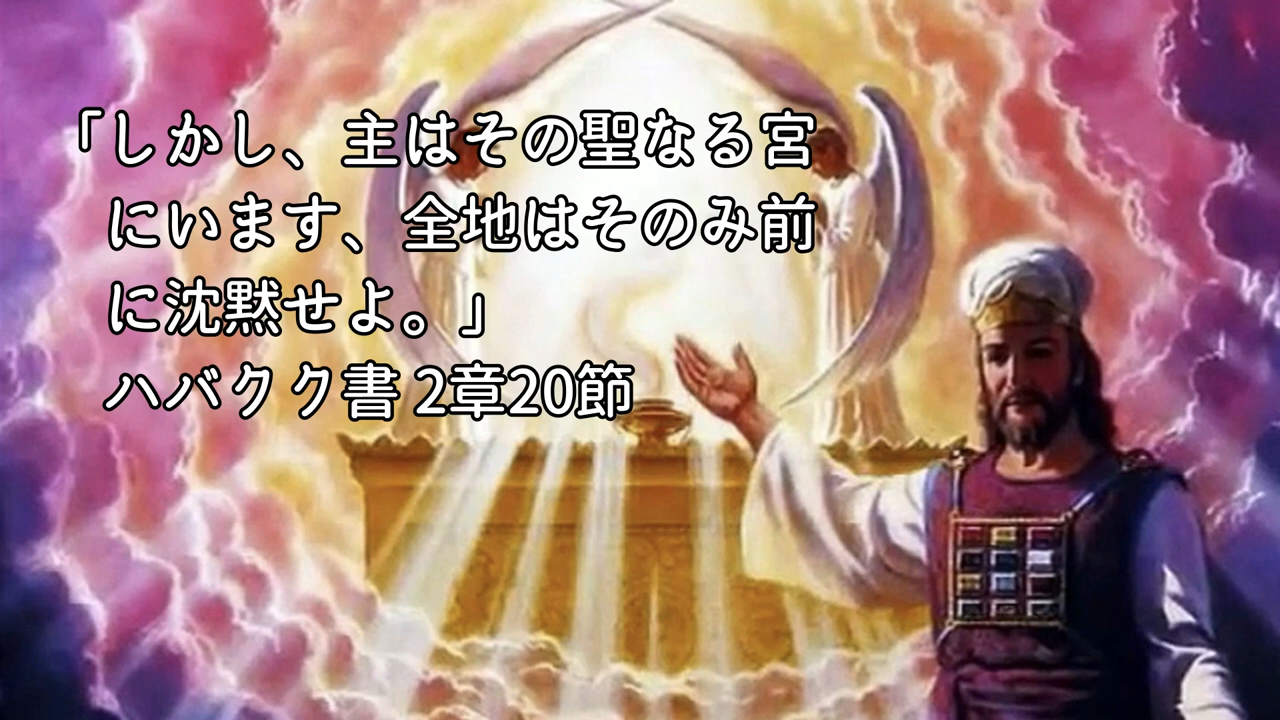 「しかし、主はその聖なる宮
にいます、全地はそのみ前
に沈黙せよ。」
ハバクク書 2章20節